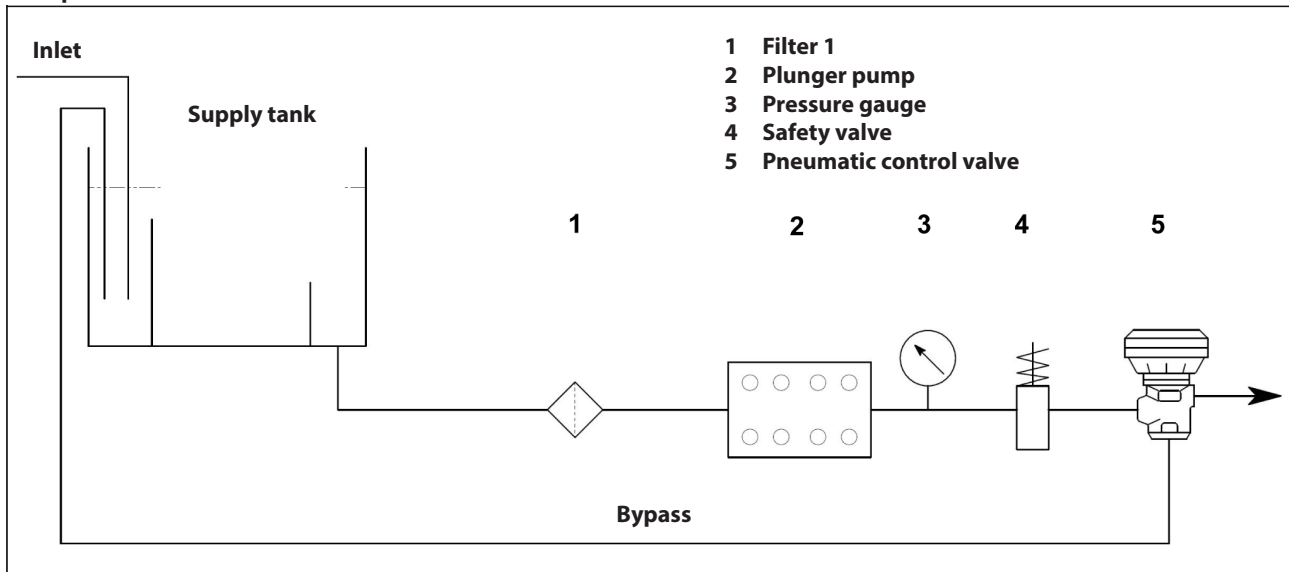 Inlet
Supply tank
1 Filter 1
2 Plunger pump
3 Pressure gauge
4 Safety valve
5 Pneumatic control valve
1 2 3 4 5
Bypass